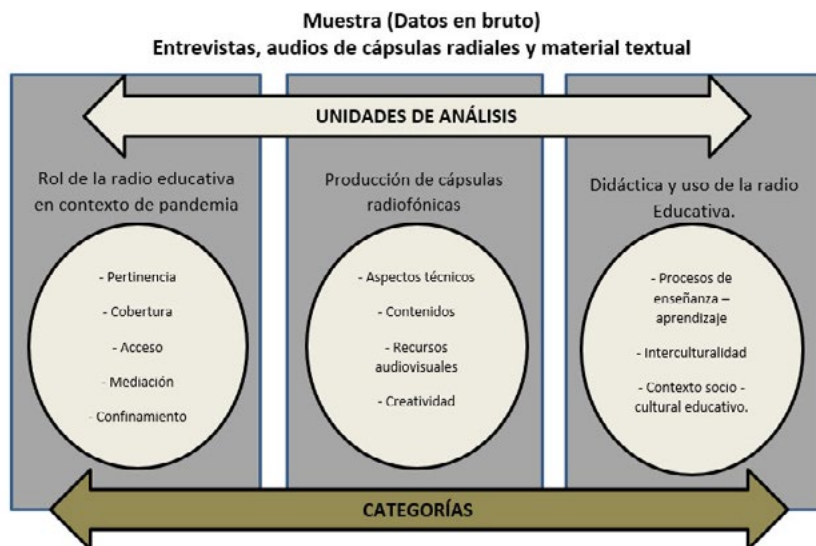 Muestra (Datos en bruto)
Entrevistas, audios de cápsulas radiales y material textual
UNIDADES DE ANÁLISIS
Rol de la radio educativa
en contexto de pandemia
- Pertinencia
- Cobertura
- Acceso
- Mediación
- Confinamiento
Producción de cápsulas
radiofónicas
- Aspectos técnicos
- Contenidos
- Recursos
audiovisuales
- Creatividad
Didáctica y uso de la radio
Educativa.
- Procesos de
enseñanza –
aprendizaje
- Interculturalidad
- Contexto socio -
cultural educativo.
CATEGORÍAS